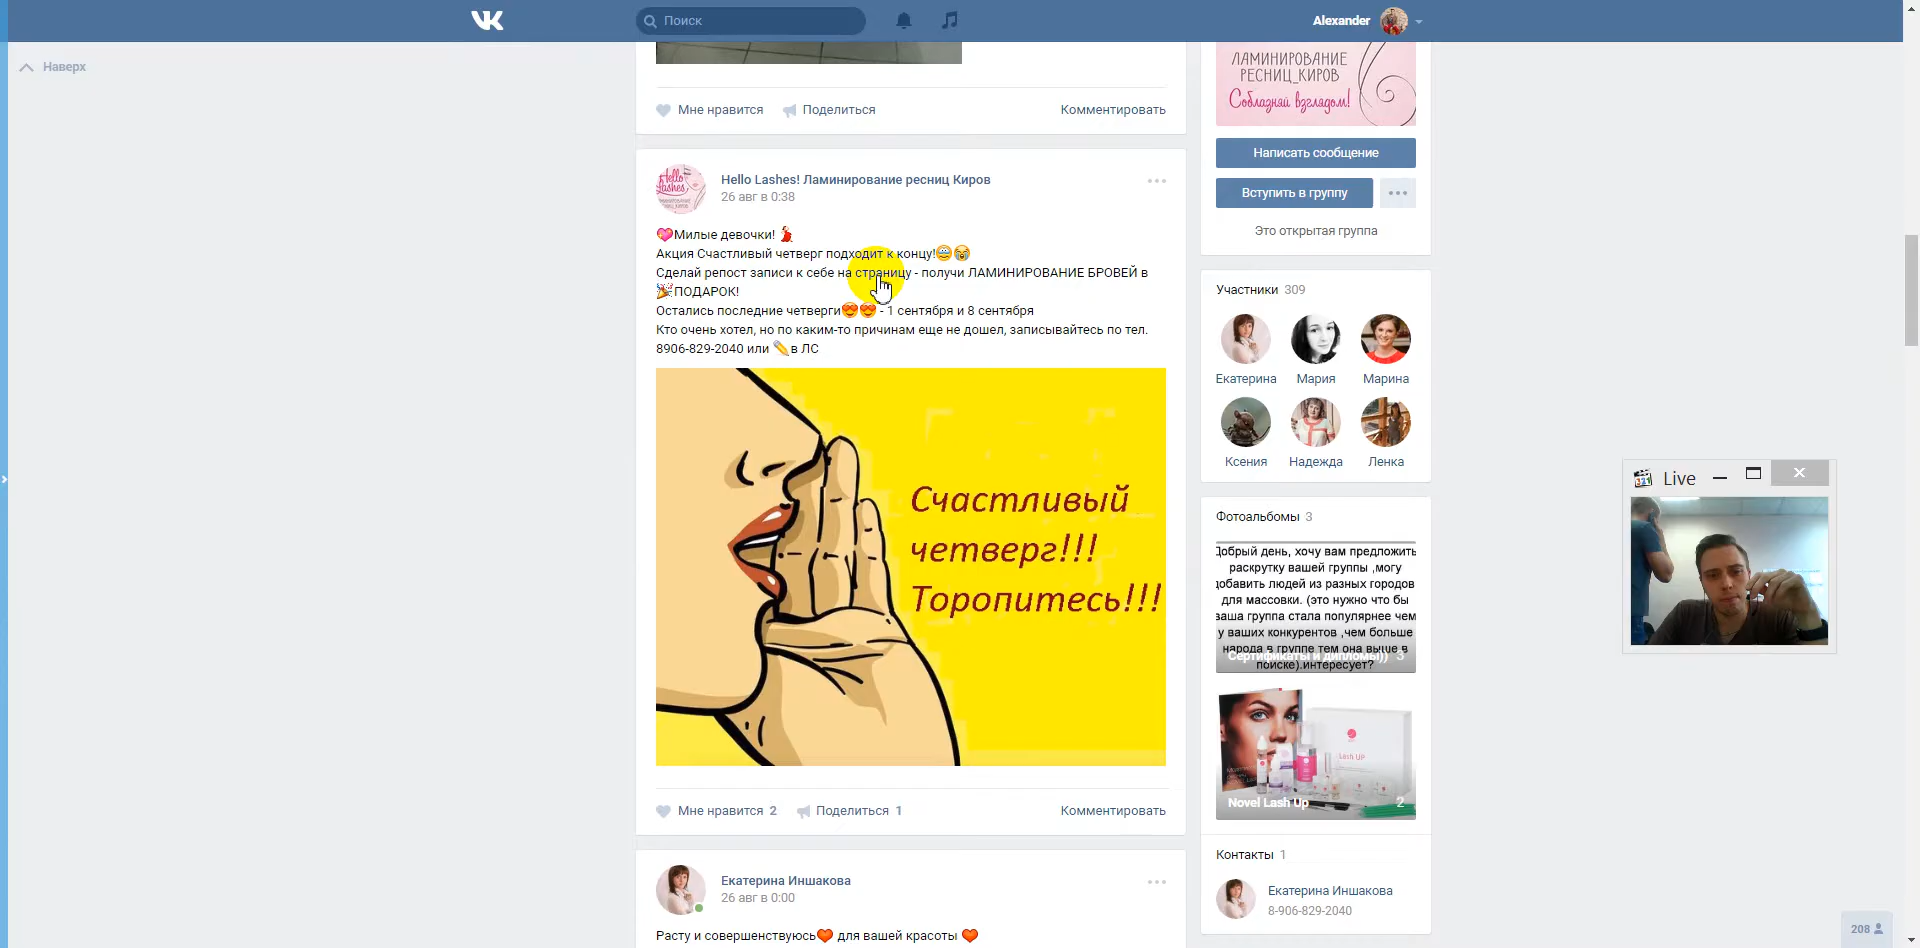 Поиск
Alexander
Наверх
Мне нравится
Поделиться
Комментировать
Hello Lashes! Ламинирование ресниц Киров
26 авг в 0:38
Милые девочки!
Акция Счастливый четверг подходит к концу!
Сделай репост записи к себе на страницу - получи ЛАМИНИРОВАНИЕ БРОВЕЙ в
ПОДАРОК!
Остались последние четверги - 1 сентября и 8 сентября
Кто очень хотел, но по каким-то причинам еще не дошел, записывайтесь по тел.
8906-829-2040 или в ЛС
Счастливый
четверг!!!
Торопитесь!!!
Мне нравится 2
Поделиться 1
Комментировать
Екатерина Иншакова
26 авг в 0:00
Расту и совершенствуюсь для вашей красоты
ЛАМИНИРОВАНИЕ
РЕСНИЦ_КИРОВ
Соблазняй взглядом!
Написать сообщение
Вступить в группу
Это открытая группа
Участники 309
Екатерина
Мария
Марина
Ксения
Надежда
Ленка
Фотоальбомы 3
Добрый день, хочу вам предложить
раскрутку вашей группы ,могу
добавить людей из разных городов
для массовки. (это нужно что бы
ваша группа стала популярнее чем
у ваших конкурентов ,чем больше
народа в группе тем она выше в
поиске).интересует?
Сертификаты и дипломы)) 3
Lash UP
Novel Lash Up 2
Контакты 1
Екатерина Иншакова
8-906-829-2040
Live
208